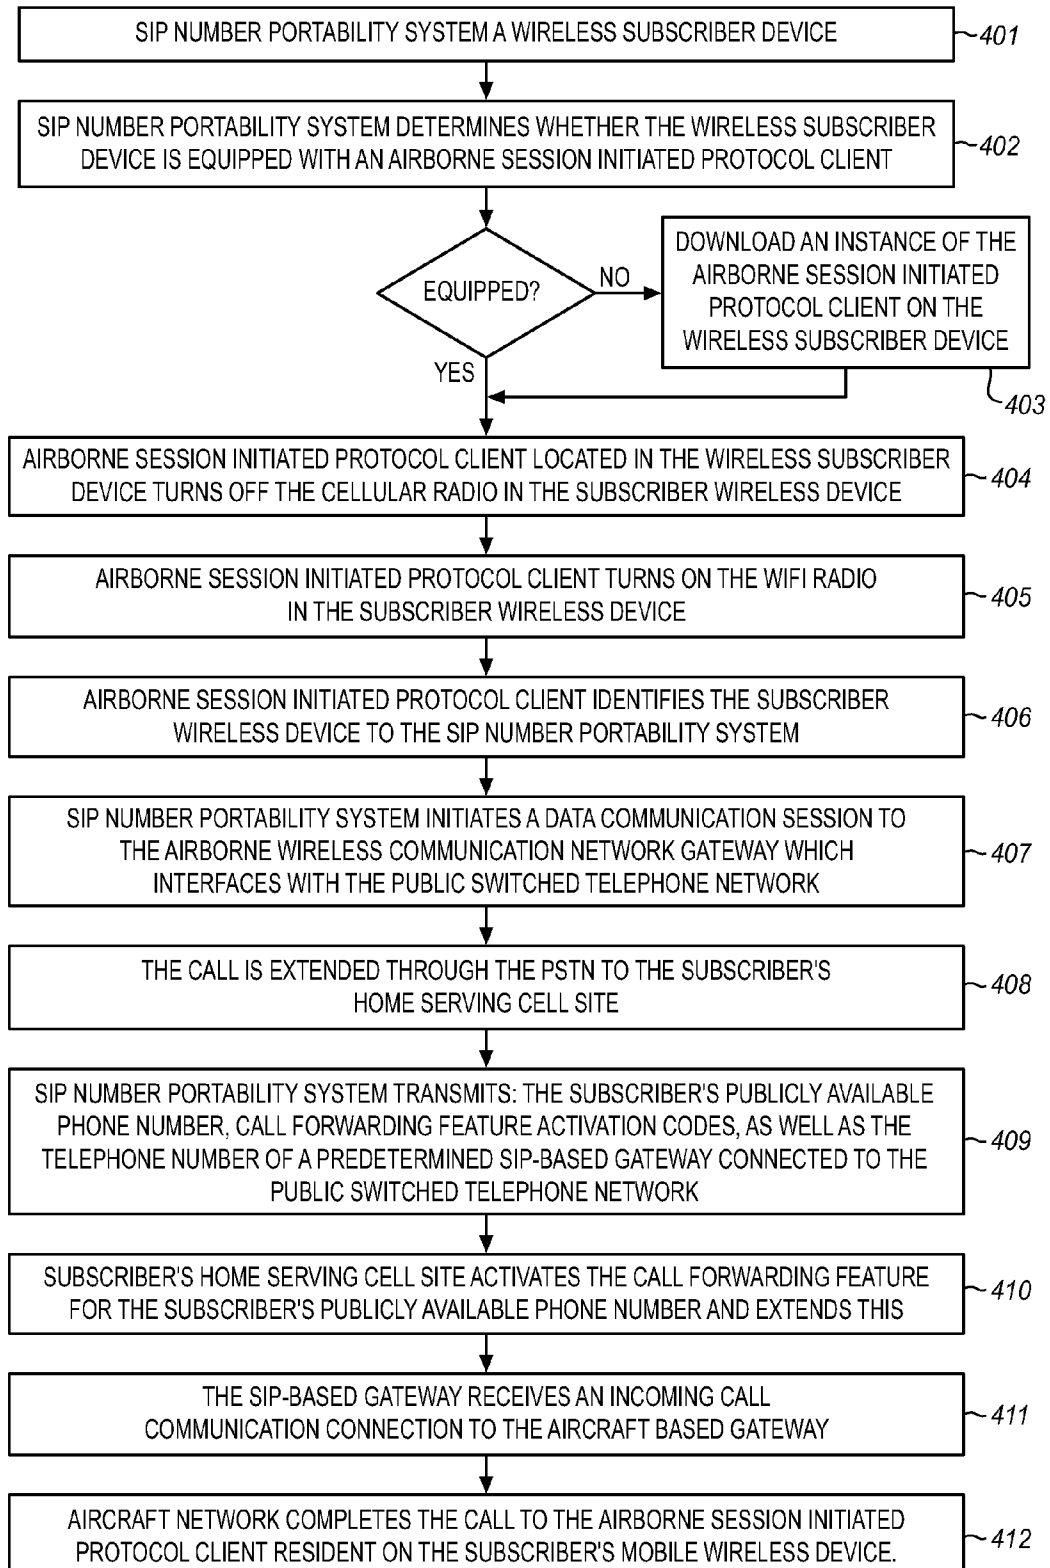 SIP NUMBER PORTABILITY SYSTEM A WIRELESS SUBSCRIBER DEVICE
401
SIP NUMBER PORTABILITY SYSTEM DETERMINES WHETHER THE WIRELESS SUBSCRIBER
DEVICE IS EQUIPPED WITH AN AIRBORNE SESSION INITIATED PROTOCOL CLIENT
402
EQUIPPED?
NO
YES
DOWNLOAD AN INSTANCE OF THE
AIRBORNE SESSION INITIATED
PROTOCOL CLIENT ON THE
WIRELESS SUBSCRIBER DEVICE
403
AIRBORNE SESSION INITIATED PROTOCOL CLIENT LOCATED IN THE WIRELESS SUBSCRIBER
DEVICE TURNS OFF THE CELLULAR RADIO IN THE SUBSCRIBER WIRELESS DEVICE
404
AIRBORNE SESSION INITIATED PROTOCOL CLIENT TURNS ON THE WIFI RADIO
IN THE SUBSCRIBER WIRELESS DEVICE
405
AIRBORNE SESSION INITIATED PROTOCOL CLIENT IDENTIFIES THE SUBSCRIBER
WIRELESS DEVICE TO THE SIP NUMBER PORTABILITY SYSTEM
406
SIP NUMBER PORTABILITY SYSTEM INITIATES A DATA COMMUNICATION SESSION TO
THE AIRBORNE WIRELESS COMMUNICATION NETWORK GATEWAY WHICH
INTERFACES WITH THE PUBLIC SWITCHED TELEPHONE NETWORK
407
THE CALL IS EXTENDED THROUGH THE PSTN TO THE SUBSCRIBER'S
HOME SERVING CELL SITE
408
SIP NUMBER PORTABILITY SYSTEM TRANSMITS: THE SUBSCRIBER'S PUBLICLY AVAILABLE
PHONE NUMBER, CALL FORWARDING FEATURE ACTIVATION CODES, AS WELL AS THE
TELEPHONE NUMBER OF A PREDETERMINED SIP-BASED GATEWAY CONNECTED TO THE
PUBLIC SWITCHED TELEPHONE NETWORK
409
SUBSCRIBER'S HOME SERVING CELL SITE ACTIVATES THE CALL FORWARDING FEATURE
FOR THE SUBSCRIBER'S PUBLICLY AVAILABLE PHONE NUMBER AND EXTENDS THIS
410
THE SIP-BASED GATEWAY RECEIVES AN INCOMING CALL
COMMUNICATION CONNECTION TO THE AIRCRAFT BASED GATEWAY
411
AIRCRAFT NETWORK COMPLETES THE CALL TO THE AIRBORNE SESSION INITIATED
PROTOCOL CLIENT RESIDENT ON THE SUBSCRIBER'S MOBILE WIRELESS DEVICE.
412